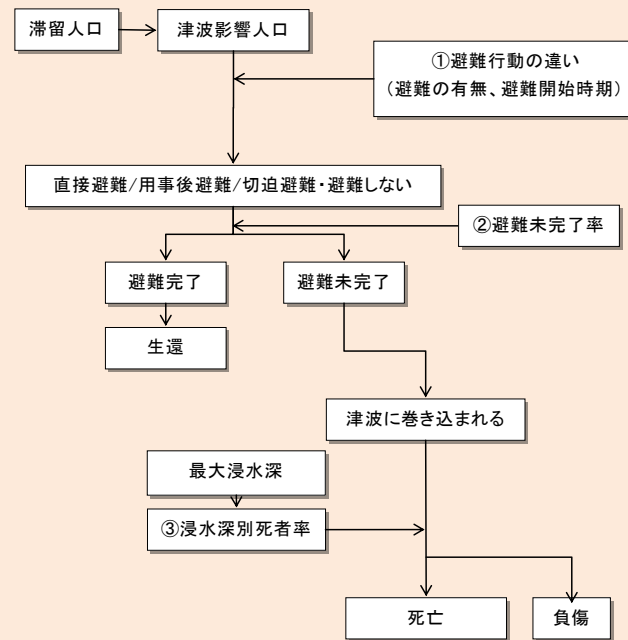 滞留人口
津波影響人口
①避難行動の違い
(避難の有無、避難開始時期)
直接避難/用事後避難/切迫避難・避難しない
②避難未完了率
避難完了
避難未完了
生還
津波に巻き込まれる
最大浸水深
③浸水深別死者率
死亡
負傷